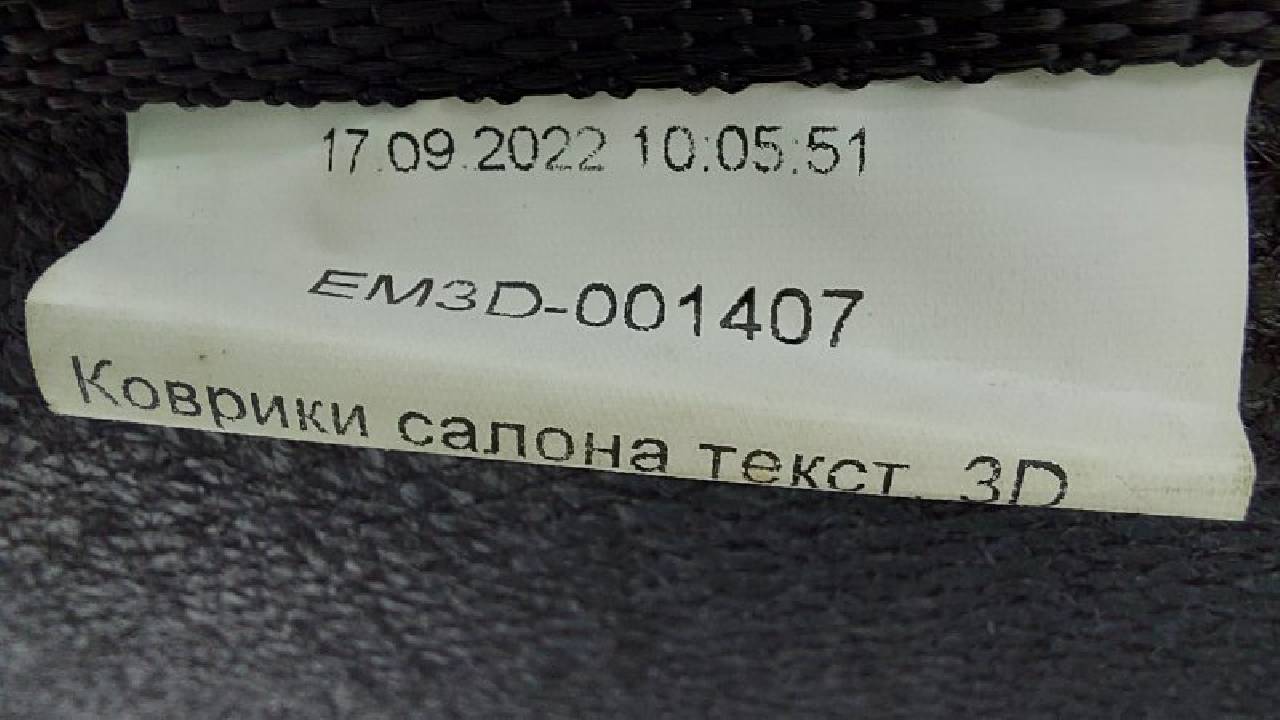 17.09.2022 10:05:51
EM3D-001407
Коврики салона текст. 3D